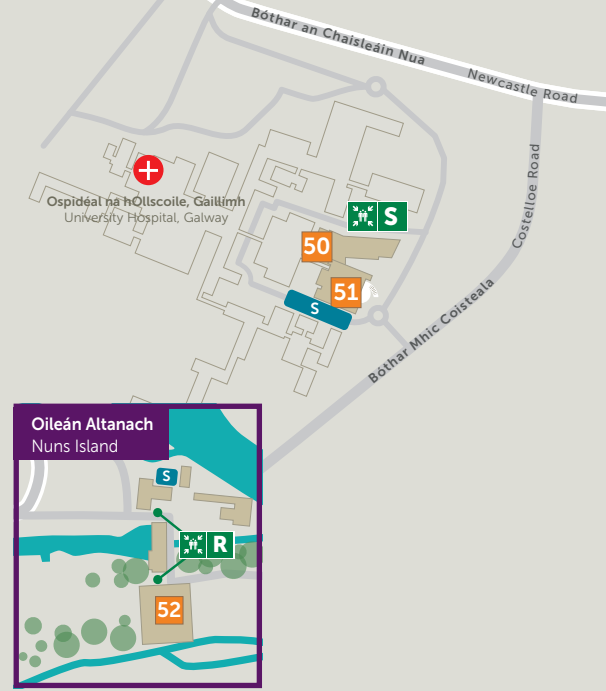 Bóthar an Chaisleáin Nua
Newcastle Road
Costelloe Road
Ospidéal na hOllscoile, Gaillimh
University Hospital, Galway
S
50
51
S
Bóthar Mhic Coisteala
Oileán Altanach
Nuns Island
S
R
52